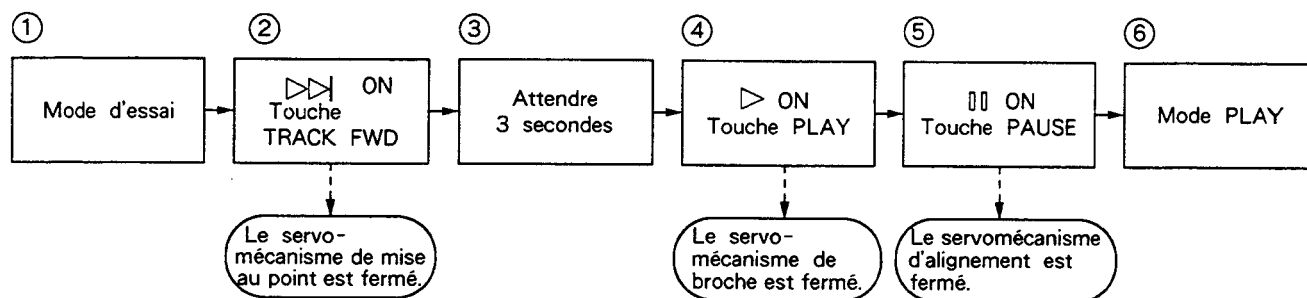 ①
Mode d'essai
②
▷▷| ON
Touche
TRACK FWD
Le servo-
mécanisme de mise
au point est fermé.
③
Attendre
3 secondes
④
▷ ON
Touche PLAY
Le servo-
mécanisme de
broche est fermé.
⑤
▯▯ ON
Touche PAUSE
Le servomécanisme
d'alignement est
fermé.
⑥
Mode PLAY